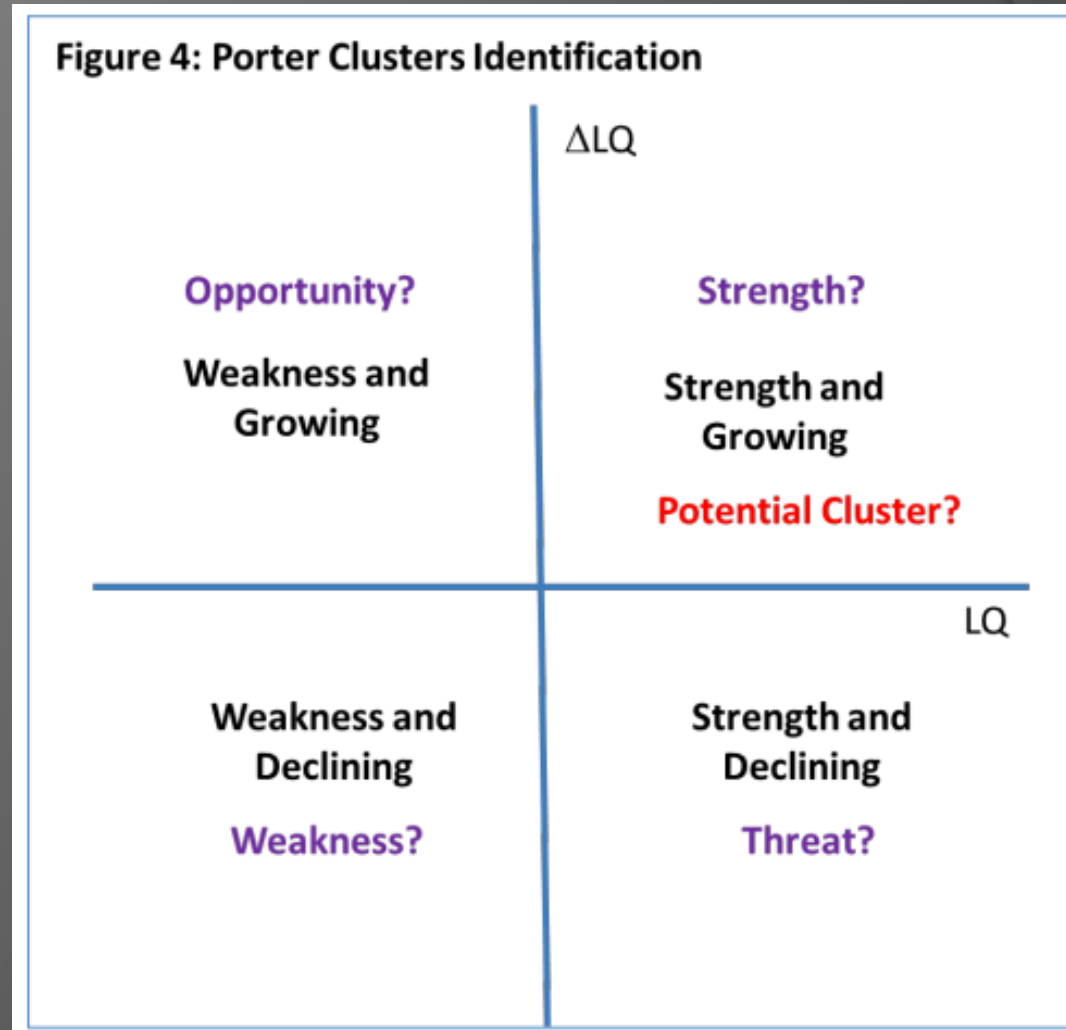 Figure 4: Porter Clusters Identification
ΔLQ
Opportunity?
Weakness and
Growing
Strength?
Strength and
Growing
Potential Cluster?
LQ
Weakness and
Declining
Weakness?
Strength and
Declining
Threat?